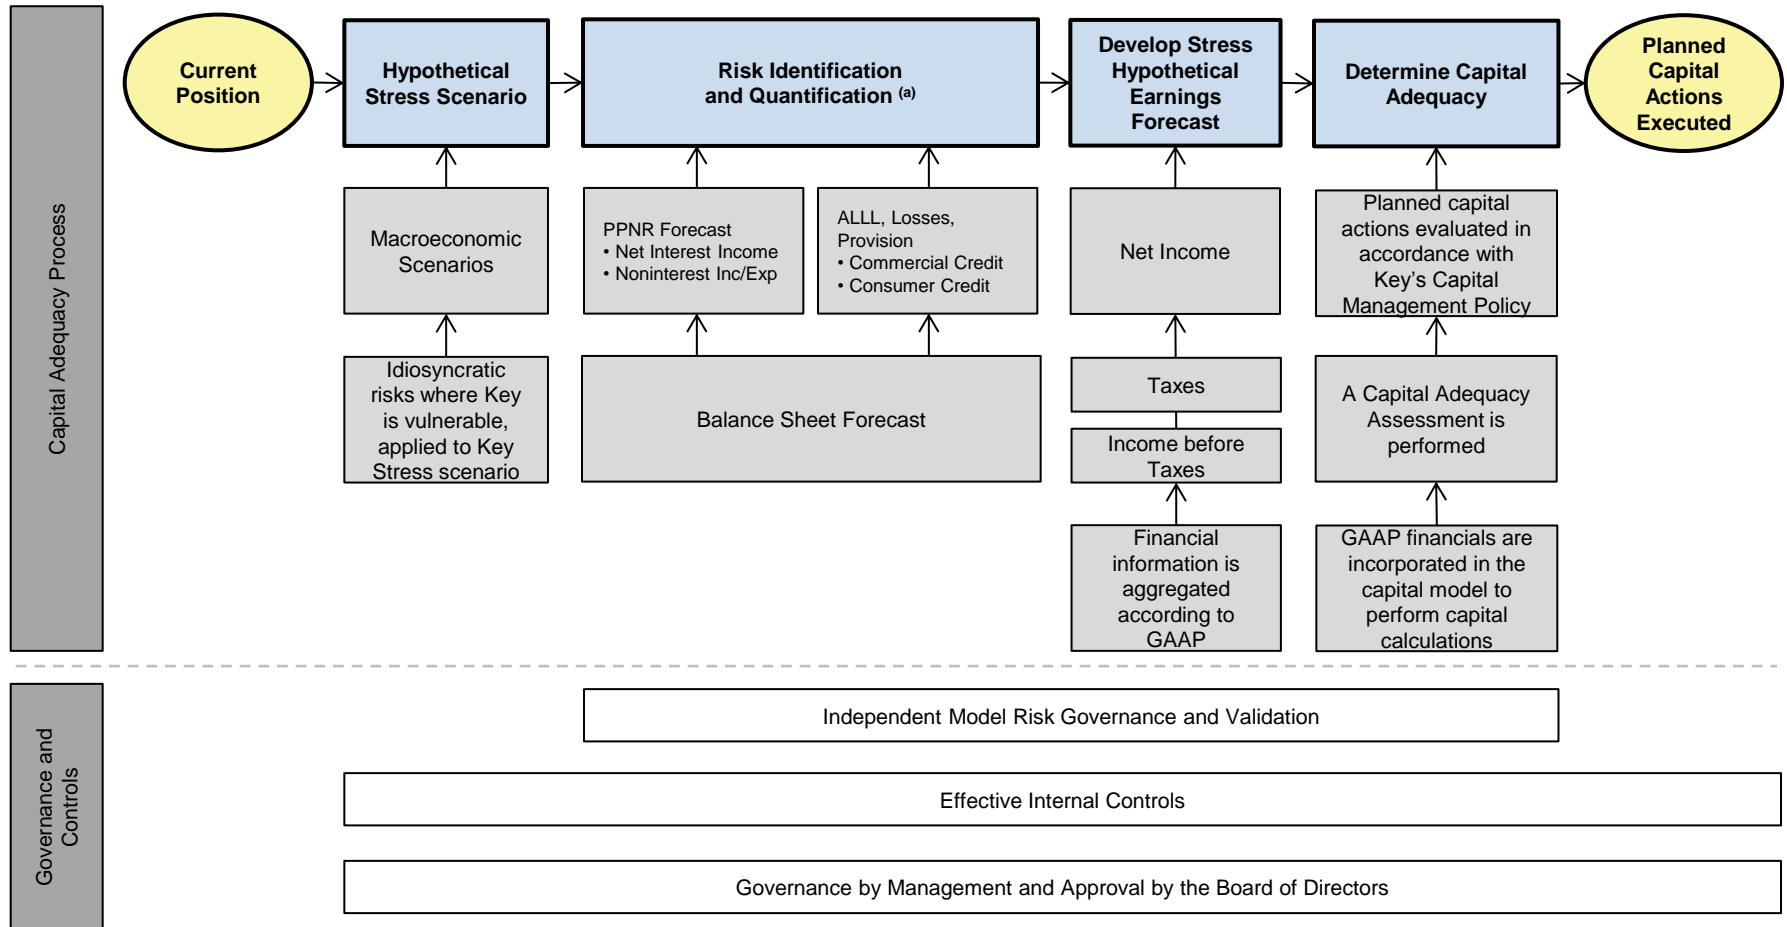 Capital Adequacy Process
Current
Position
Hypothetical
Stress Scenario
Risk Identification
and Quantification (a)
Develop Stress
Hypothetical
Earnings
Forecast
Determine Capital
Adequacy
Planned
Capital
Actions
Executed
Macroeconomic
Scenarios
PPNR Forecast
• Net Interest Income
• Noninterest Inc/Exp
ALLL, Losses,
Provision
• Commercial Credit
• Consumer Credit
Net Income
Planned capital
actions evaluated in
accordance with
Key’s Capital
Management Policy
Idiosyncratic
risks where Key
is vulnerable,
applied to Key
Stress scenario
Balance Sheet Forecast
Taxes
Income before
Taxes
A Capital Adequacy
Assessment is
performed
Financial
information is
aggregated
according to
GAAP
GAAP financials are
incorporated in the
capital model to
perform capital
calculations
Governance and
Controls
Independent Model Risk Governance and Validation
Effective Internal Controls
Governance by Management and Approval by the Board of Directors